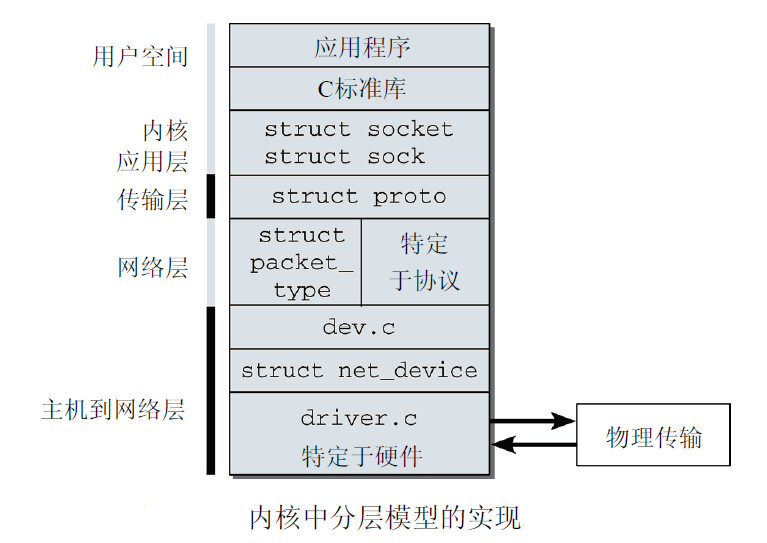 用户空间
应用程序
C标准库
内核
应用层
struct socket
struct sock
传输层
struct proto
网络层
struct
packet_
type
特定
于协议
主机到网络层
dev.c
struct net_device
driver.c
特定于硬件
物理传输
内核中分层模型的实现